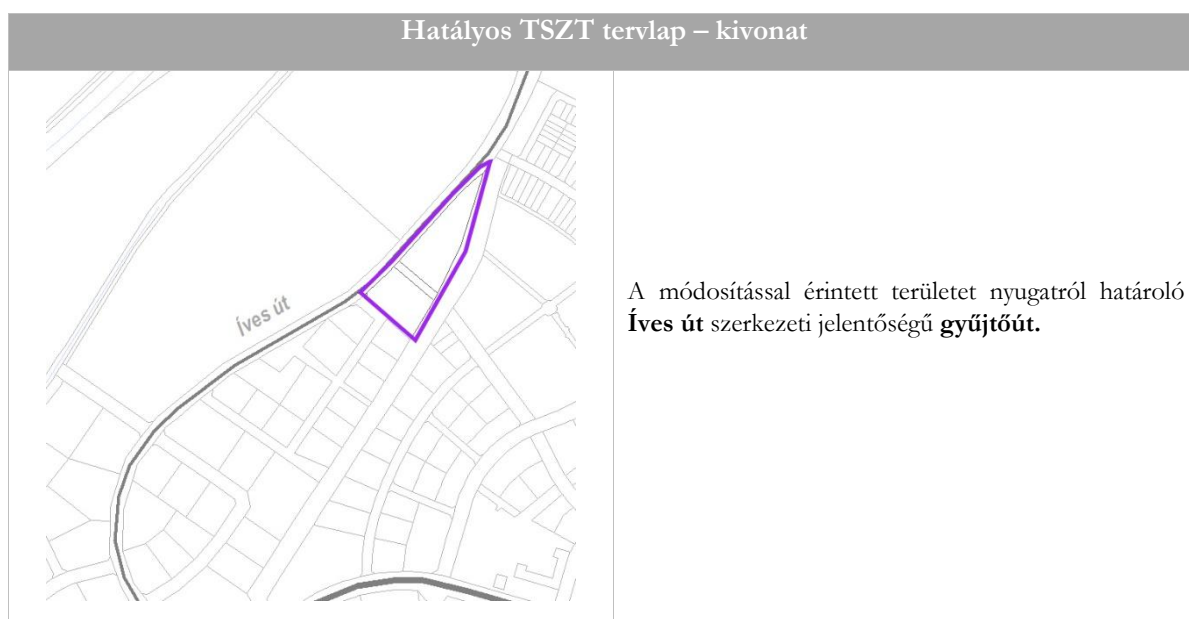 Hatályos TSZT tervlap – kivonat
Íves út
A módosítással érintett területet nyugatról határoló
Íves út szerkezeti jelentőségű gyűjtőút.